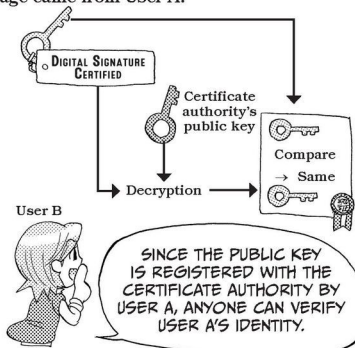 age came from User A.
DIGITAL SIGNATURE
CERTIFIED
Certificate
authority's
public key
Compare
→ Same
Decryption
User B
SINCE THE PUBLIC KEY
IS REGISTERED WITH THE
CERTIFICATE AUTHORITY BY
USER A, ANYONE CAN VERIFY
USER A'S IDENTITY.